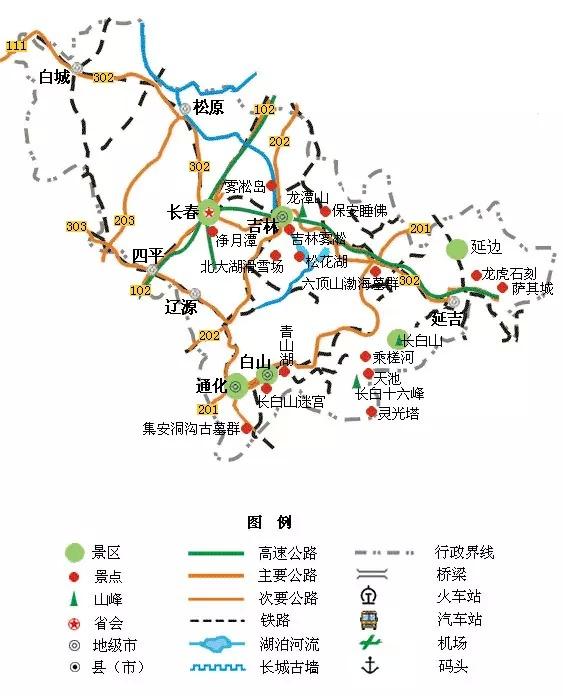 111
白城
302
松原
102
202
302
雾凇岛
龙潭山
长春
保安睡佛
303
203
吉林
201
净月潭
吉林雾凇
延边
四平
北大湖滑雪场
松花湖
龙虎石刻
六顶山渤海墓群
302
萨其城
102
辽源
延吉
202
青山湖
长白山
白山
乘槎河
通化
天池
长白山迷宫
长白十六峰
201
灵光塔
集安洞沟古墓群
图 例
景区 高速公路 行政界线
景点 主要公路 桥梁
山峰 次要公路 火车站
省会 铁路 汽车站
地级市 湖泊河流 机场
县（市） 长城古墙 码头